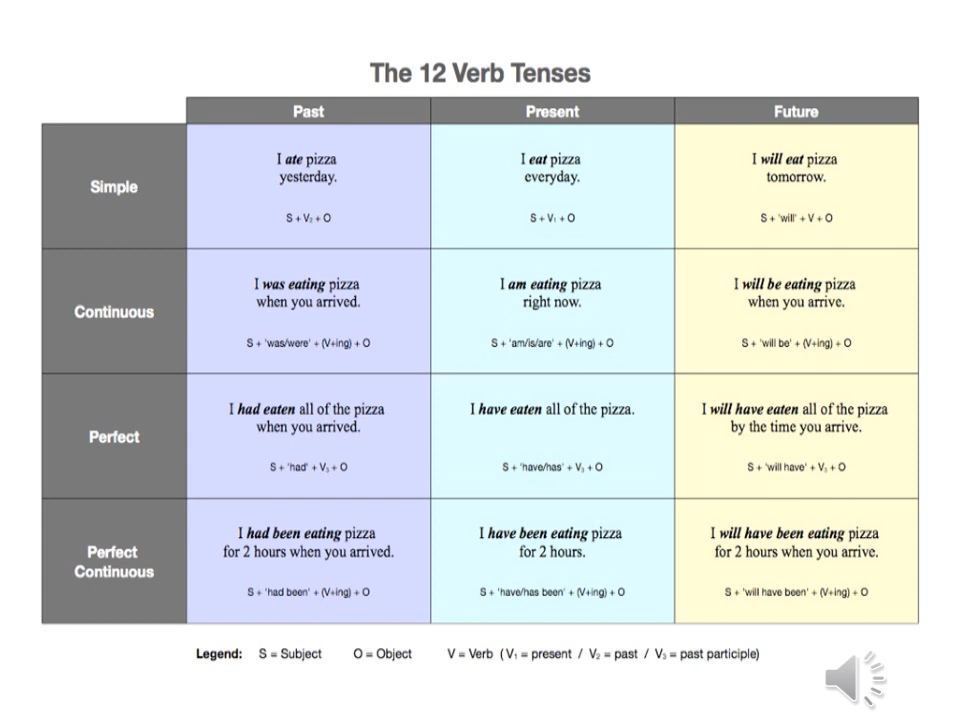 The 12 Verb Tenses
Past Present Future
Simple
I ate pizza
yesterday.
S + V₂ + O
I eat pizza
everyday.
S + V₁ + O
I will eat pizza
tomorrow.
S + 'will' + V + O
Continuous
I was eating pizza
when you arrived.
S + 'was/were' + (V+ing) + O
I am eating pizza
right now.
S + 'am/is/are' + (V+ing) + O
I will be eating pizza
when you arrive.
S + 'will be' + (V+ing) + O
Perfect
I had eaten all of the pizza
when you arrived.
S + 'had' + V₃ + O
I have eaten all of the pizza.
S + 'have/has' + V₃ + O
I will have eaten all of the pizza
by the time you arrive.
S + 'will have' + V₃ + O
Perfect
Continuous
I had been eating pizza
for 2 hours when you arrived.
S + 'had been' + (V+ing) + O
I have been eating pizza
for 2 hours.
S + 'have/has been' + (V+ing) + O
I will have been eating pizza
for 2 hours when you arrive.
S + 'will have been' + (V+ing) + O
Legend: S = Subject O = Object V = Verb ( V₁ = present / V₂ = past / V₃ = past participle)